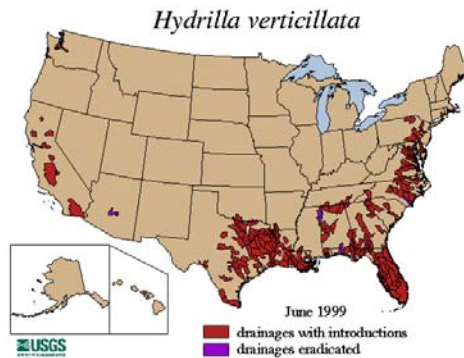 Hydrilla verticillata
June 1999
drainages with introductions
drainages eradicated
USGS